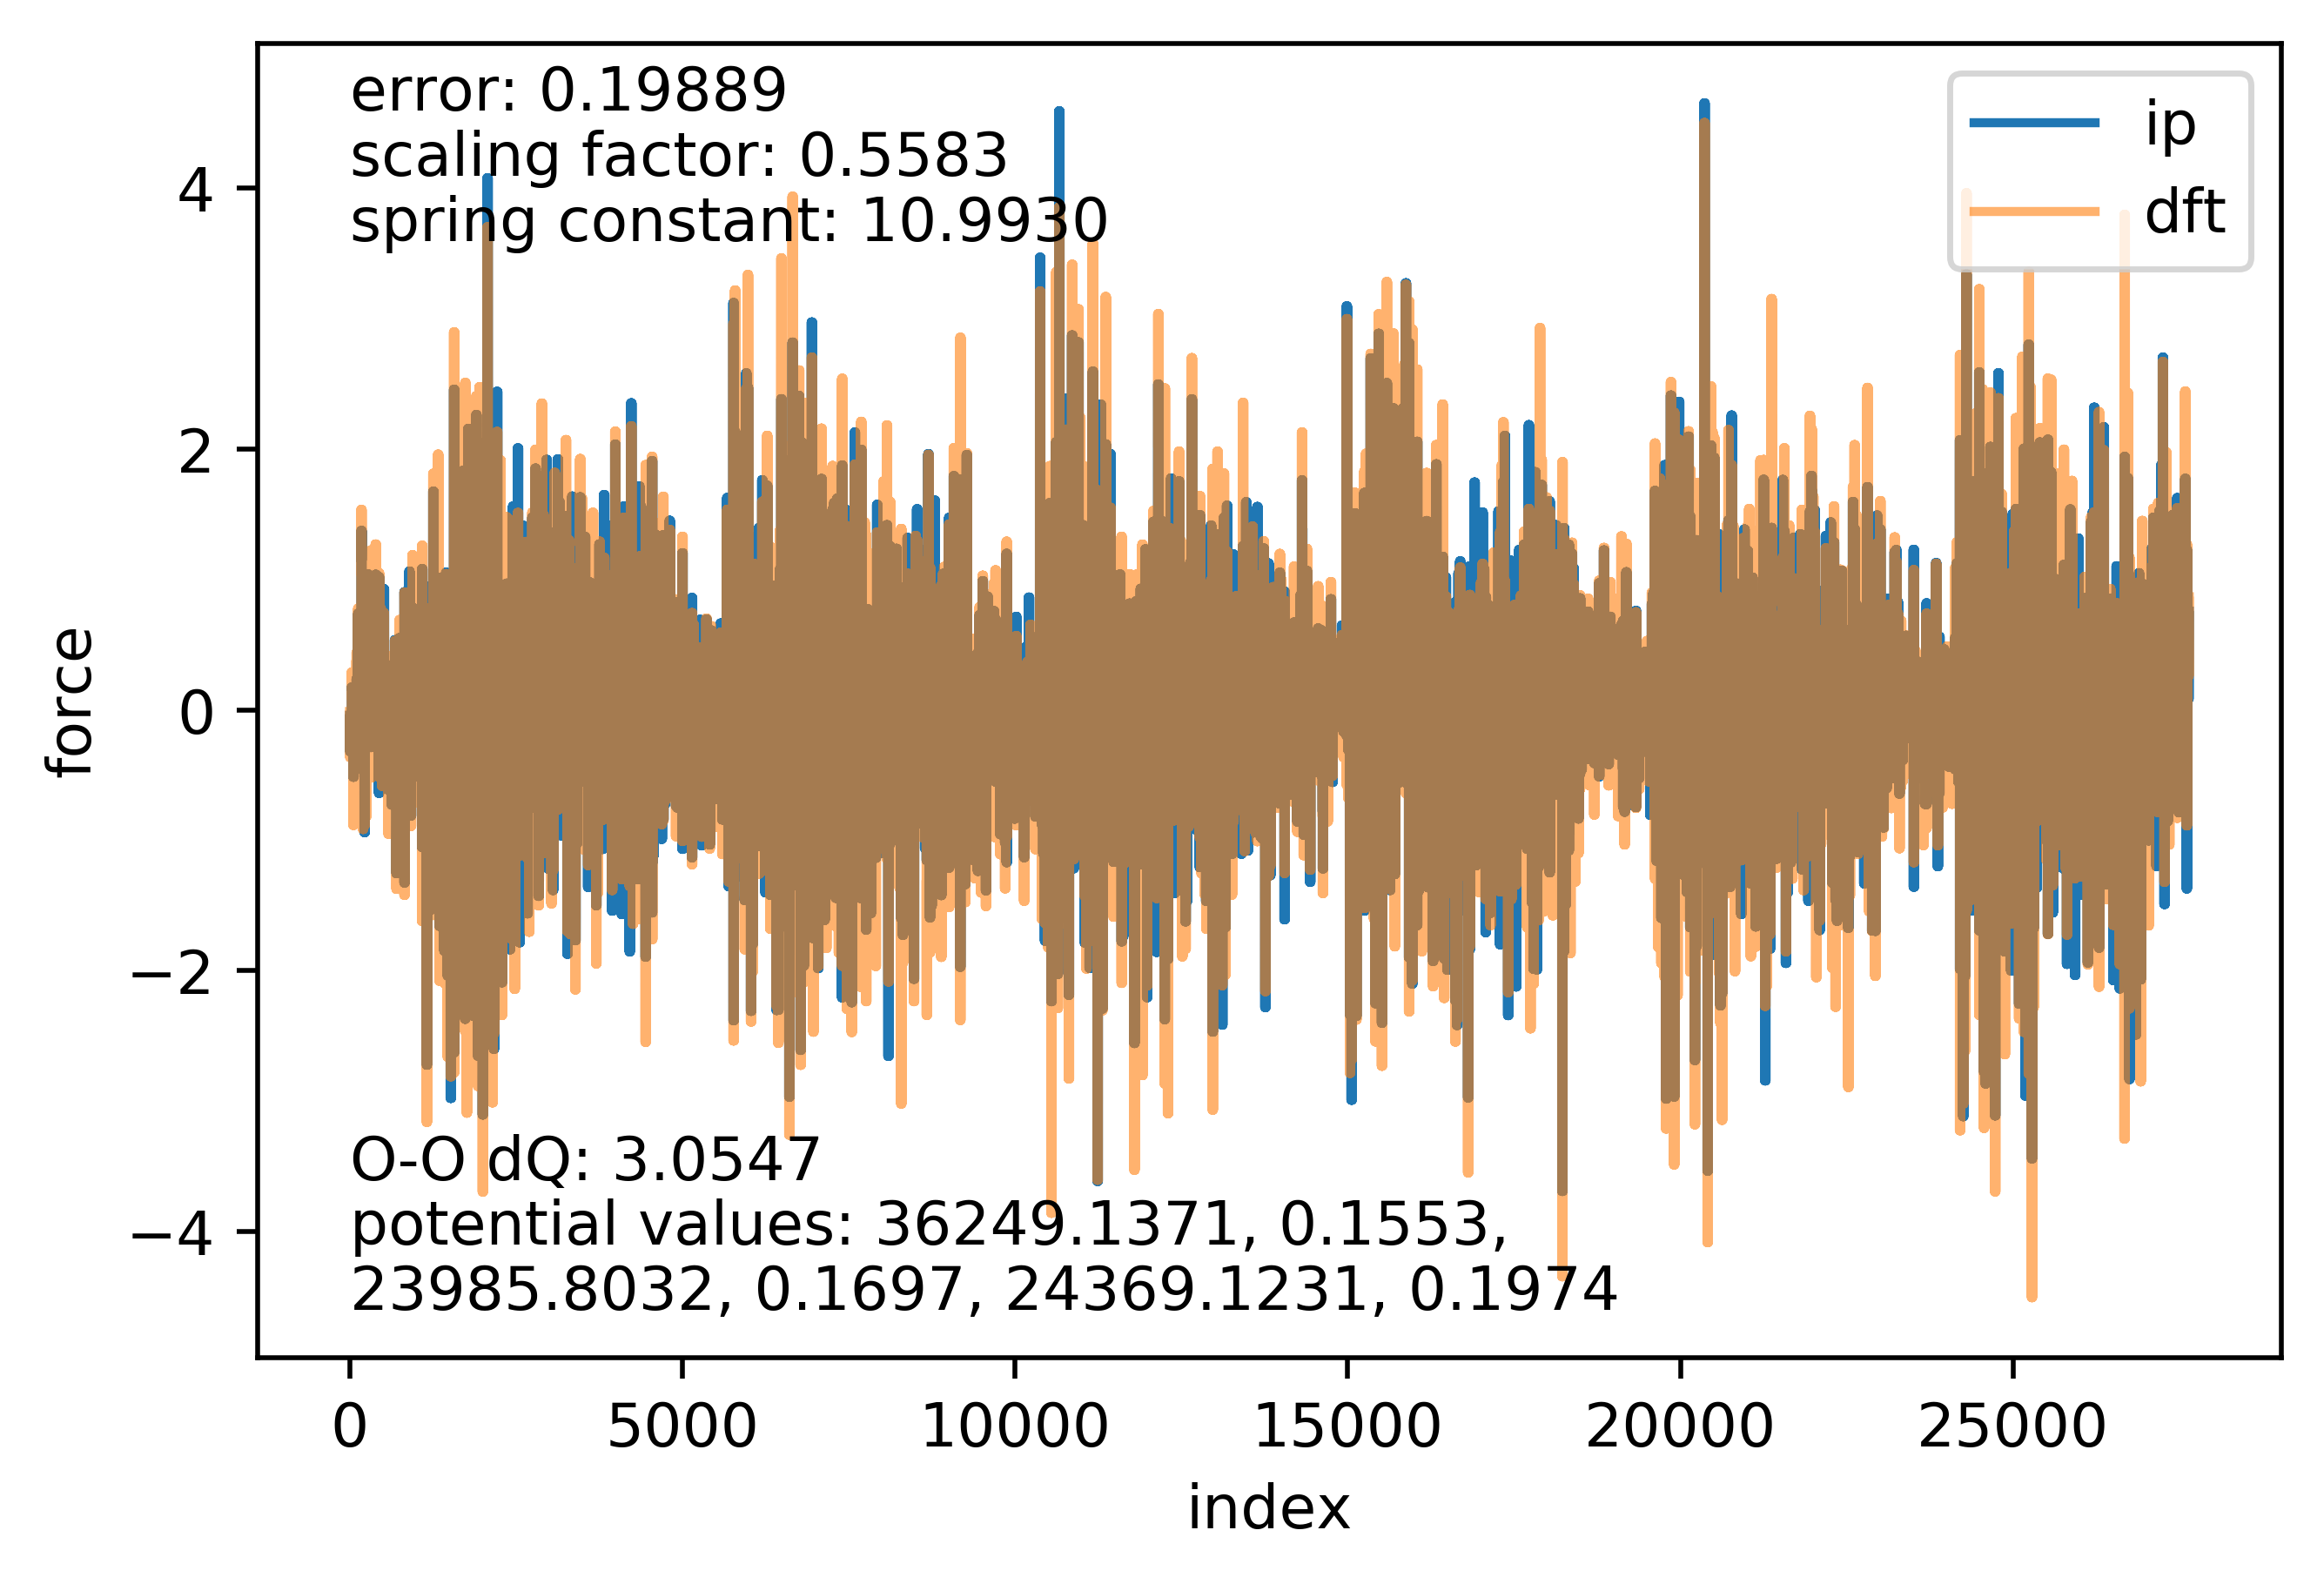 error: 0.19889
scaling factor: 0.5583
spring constant: 10.9930
ip
dft
4
2
0
−2
−4
force
O-O dQ: 3.0547
potential values: 36249.1371, 0.1553,
23985.8032, 0.1697, 24369.1231, 0.1974
0 5000 10000 15000 20000 25000
index